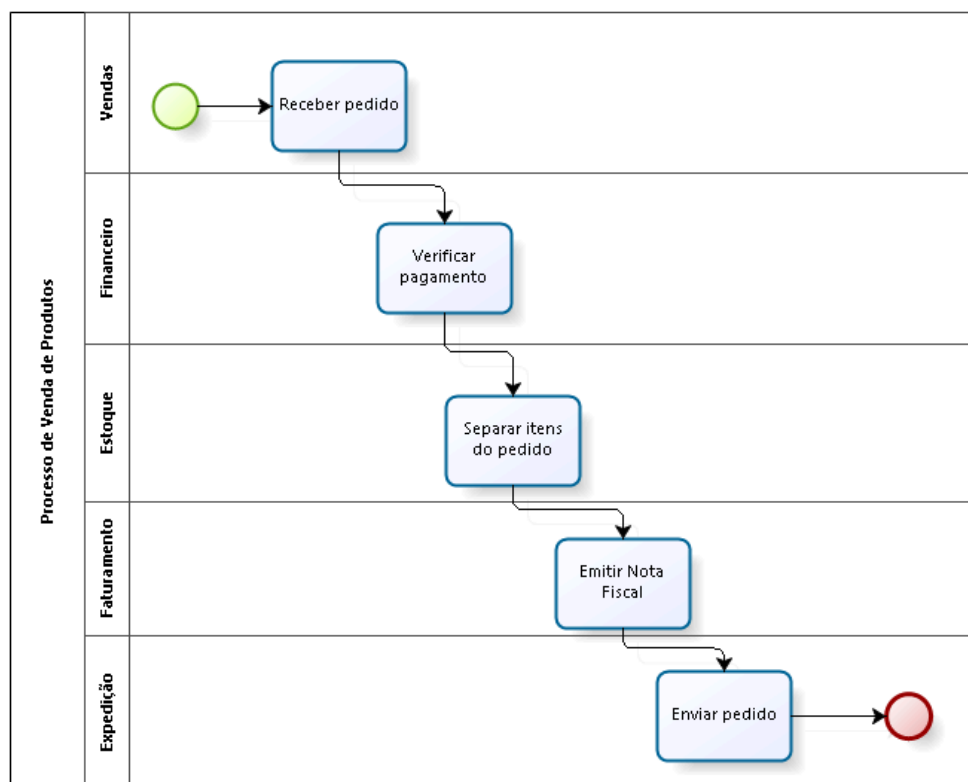 Processo de Venda de Produtos
Vendas
Receber pedido
Financeiro
Verificar
pagamento
Estoque
Separar itens
do pedido
Faturamento
Emitir Nota
Fiscal
Expedição
Enviar pedido